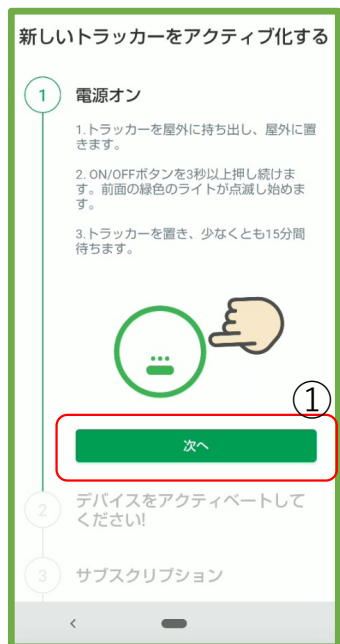 新しいトラッカーをアクティブ化する
1 電源オン
1.トラッカーを屋外に持ち出し、屋外に置
きます。
2. ON/OFFボタンを3秒以上押し続けま
す。前面の緑色のライトが点滅し始めま
す。
3.トラッカーを置き、少なくとも15分間
待ちます。
①
次へ
2 デバイスをアクティベートして
ください!
3 サブスクリプション